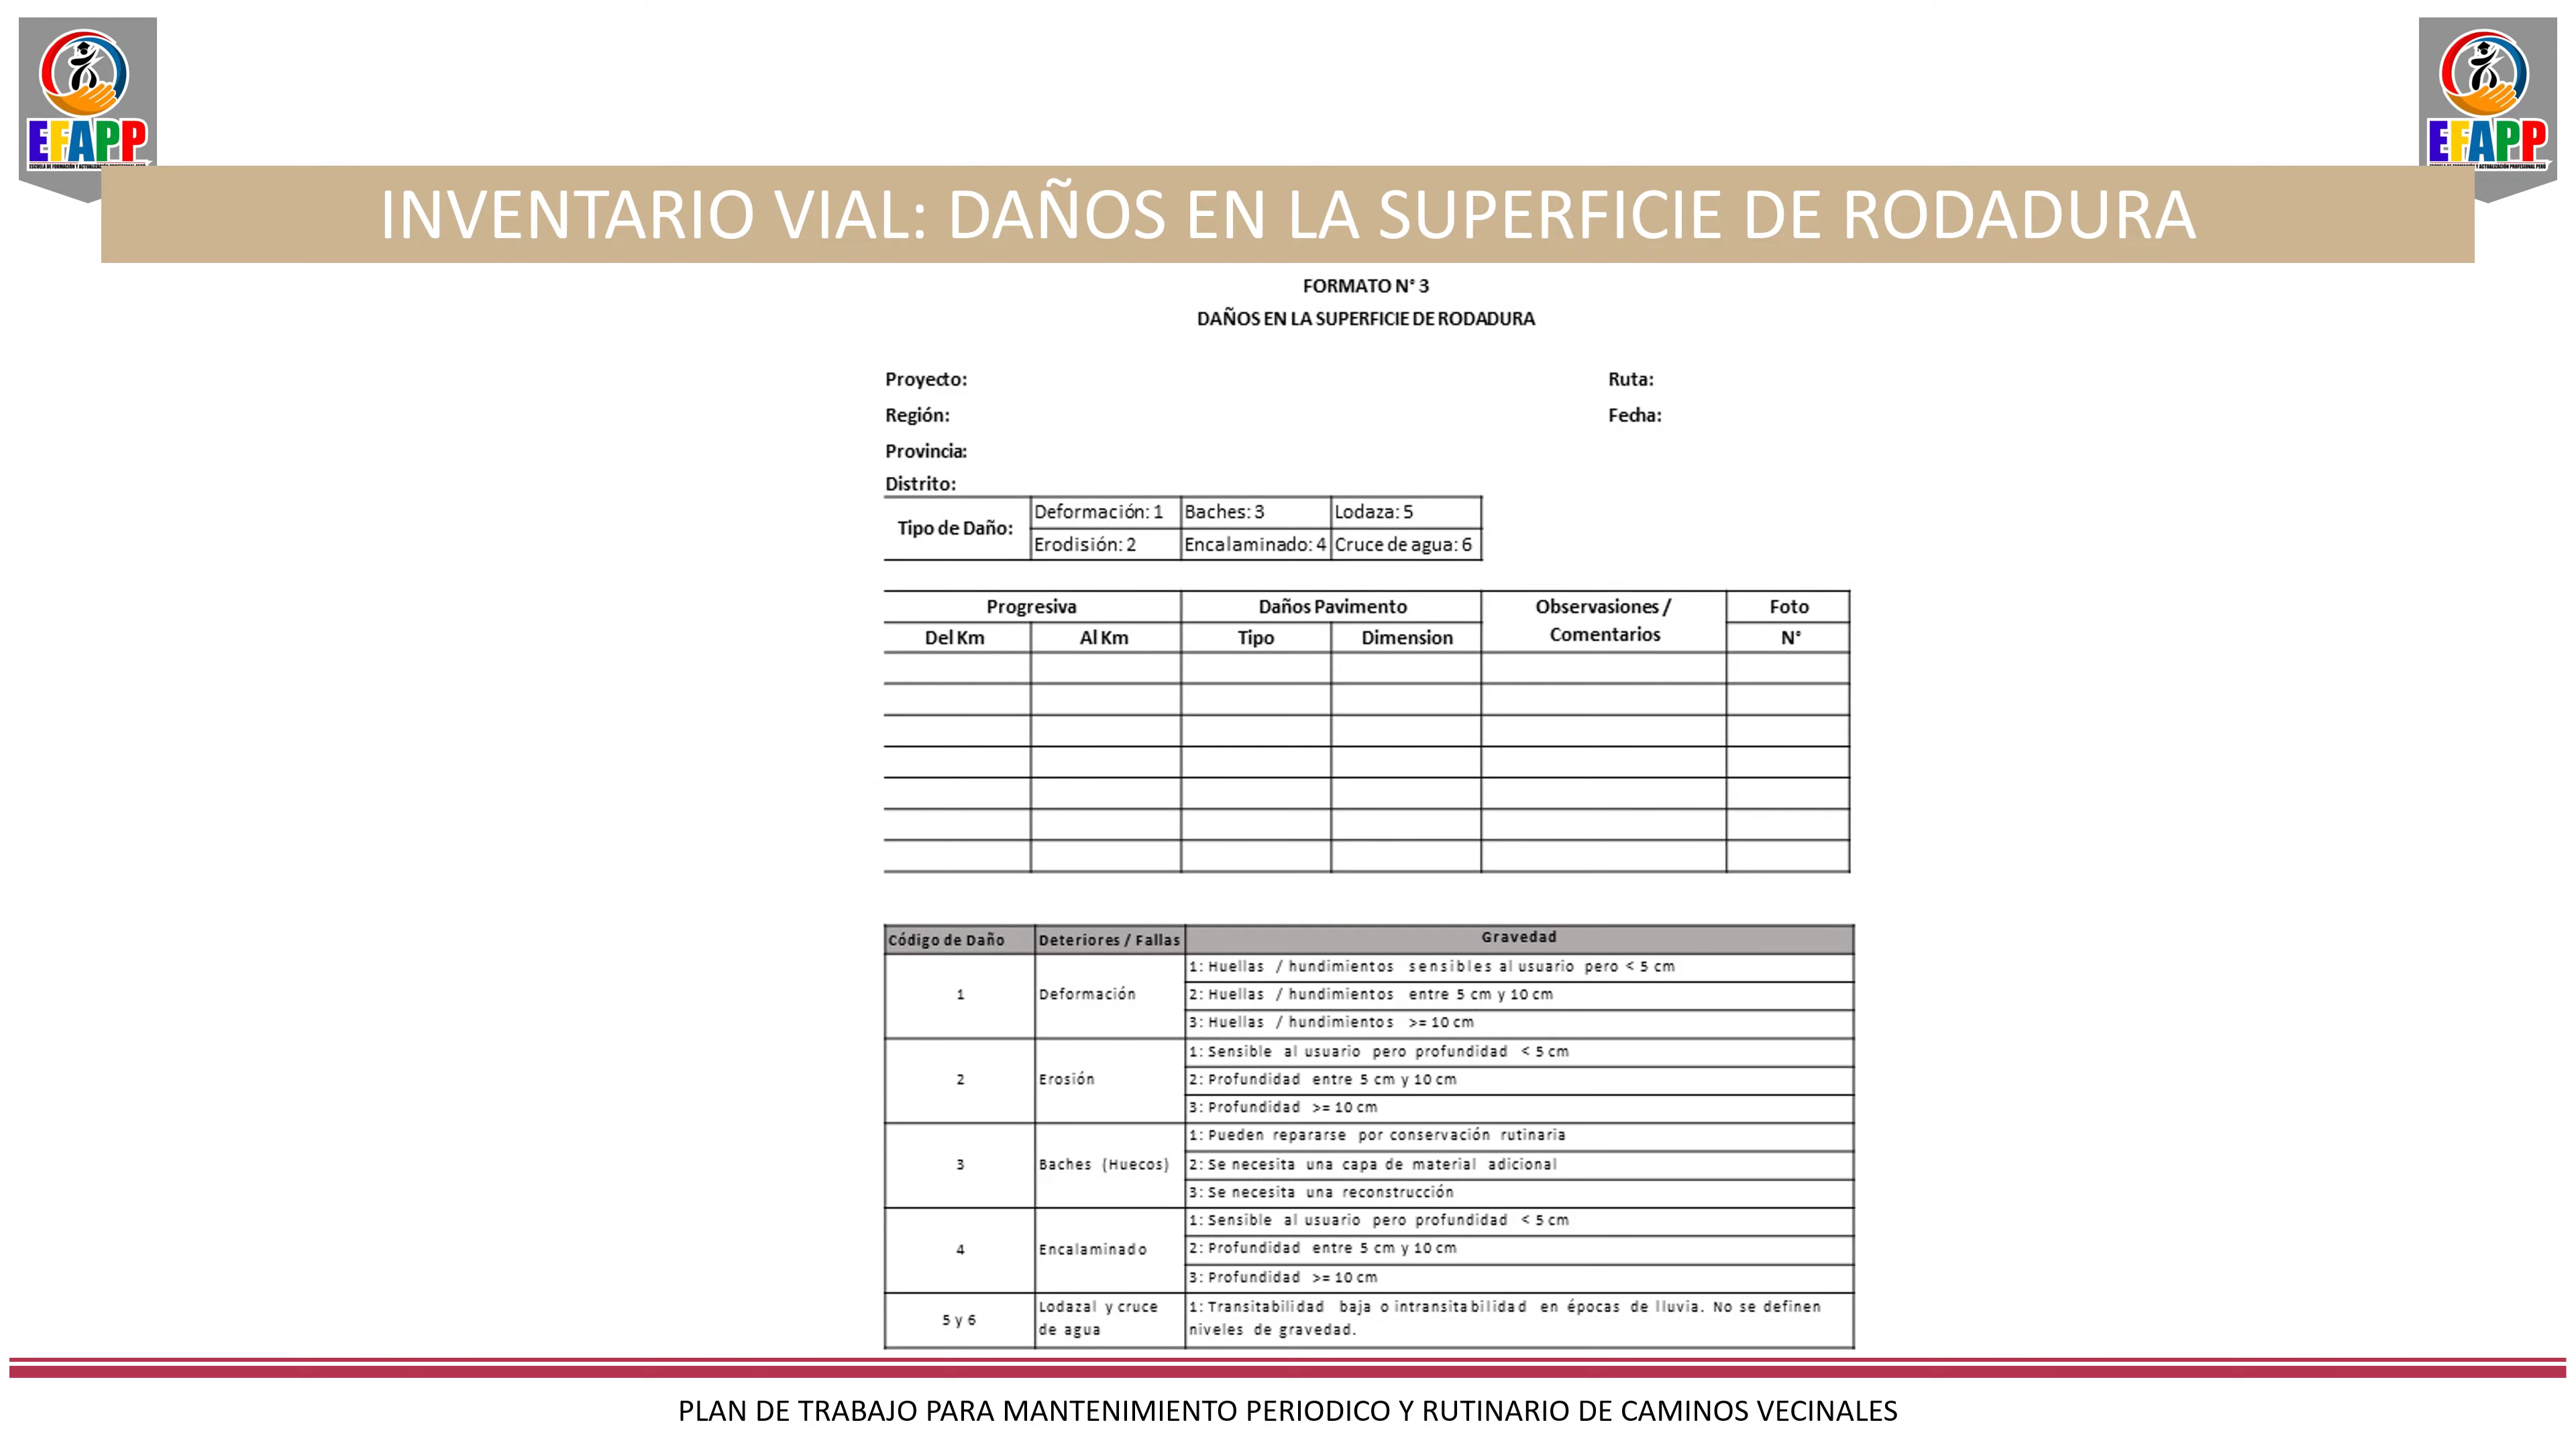 EFAPP
ESCUELA DE FORMACIÓN Y ACTUALIZACIÓN PROFESIONAL PERÚ
EFAPP
INVENTARIO VIAL: DAÑOS EN LA SUPERFICIE DE RODADURA
FORMATO N° 3
DAÑOS EN LA SUPERFICIE DE RODADURA
Proyecto: Ruta:
Región: Fecha:
Provincia:
Distrito:
Tipo de Daño: Deformación: 1 Baches: 3 Lodaza: 5
Erodisión: 2 Encalaminado: 4 Cruce de agua: 6
Progresiva Daños Pavimento Observasiones / Comentarios Foto
Del Km Al Km Tipo Dimension N°
Código de Daño Deteriores / Fallas Gravedad
1 Deformación 1: Huellas / hundimientos sensibles al usuario pero < 5 cm
2: Huellas / hundimientos entre 5 cm y 10 cm
3: Huellas / hundimientos >= 10 cm
2 Erosión 1: Sensible al usuario pero profundidad < 5 cm
2: Profundidad entre 5 cm y 10 cm
3: Profundidad >= 10 cm
3 Baches (Huecos) 1: Pueden repararse por conservación rutinaria
2: Se necesita una capa de material adicional
3: Se necesita una reconstrucción
4 Encalaminado 1: Sensible al usuario pero profundidad < 5 cm
2: Profundidad entre 5 cm y 10 cm
3: Profundidad >= 10 cm
5 y 6 Lodazal y cruce de agua 1: Transitabilidad baja o intransitabilidad en épocas de lluvia. No se definen
niveles de gravedad.
PLAN DE TRABAJO PARA MANTENIMIENTO PERIODICO Y RUTINARIO DE CAMINOS VECINALES